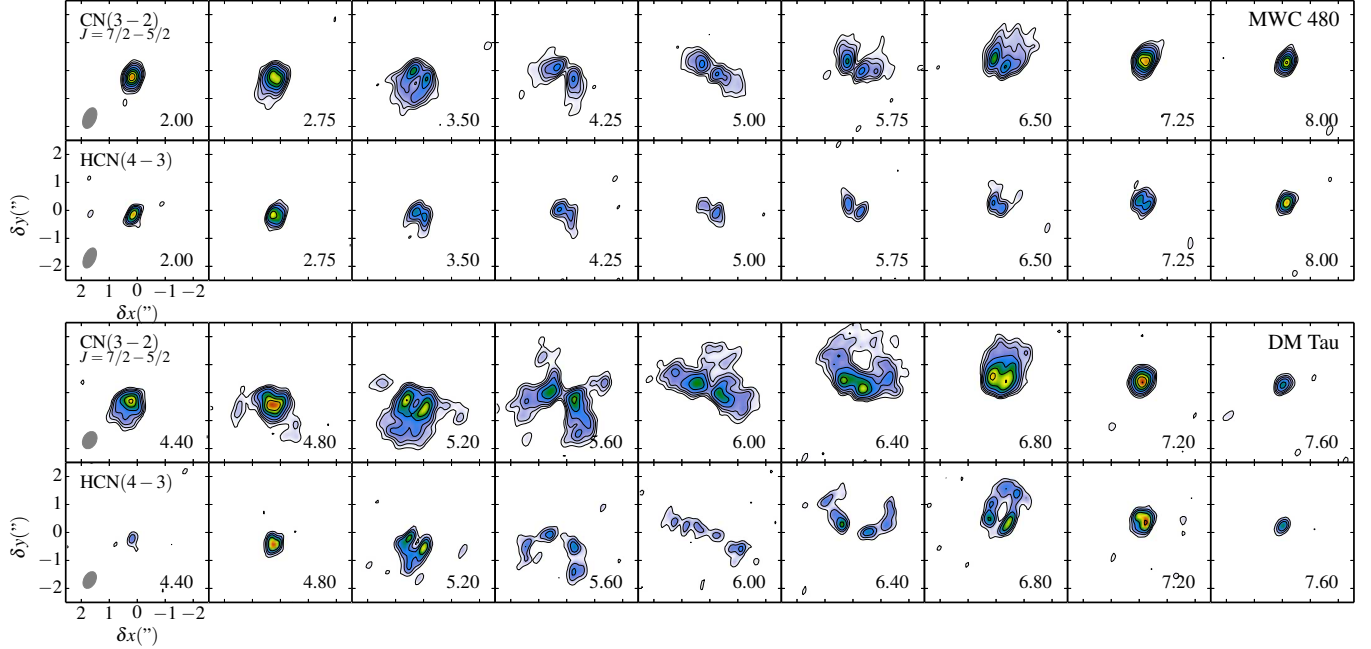 CN(3−2) MWC 480
J = 7/2−5/2
2.00 2.75 3.50 4.25 5.00 5.75 6.50 7.25 8.00
HCN(4−3)
2
1
0
−1
−2
δy(”)
2.00 2.75 3.50 4.25 5.00 5.75 6.50 7.25 8.00
2 1 0 −1 −2
δx(”)
CN(3−2) DM Tau
J = 7/2−5/2
4.40 4.80 5.20 5.60 6.00 6.40 6.80 7.20 7.60
HCN(4−3)
2
1
0
−1
−2
δy(”)
4.40 4.80 5.20 5.60 6.00 6.40 6.80 7.20 7.60
2 1 0 −1 −2
δx(”)